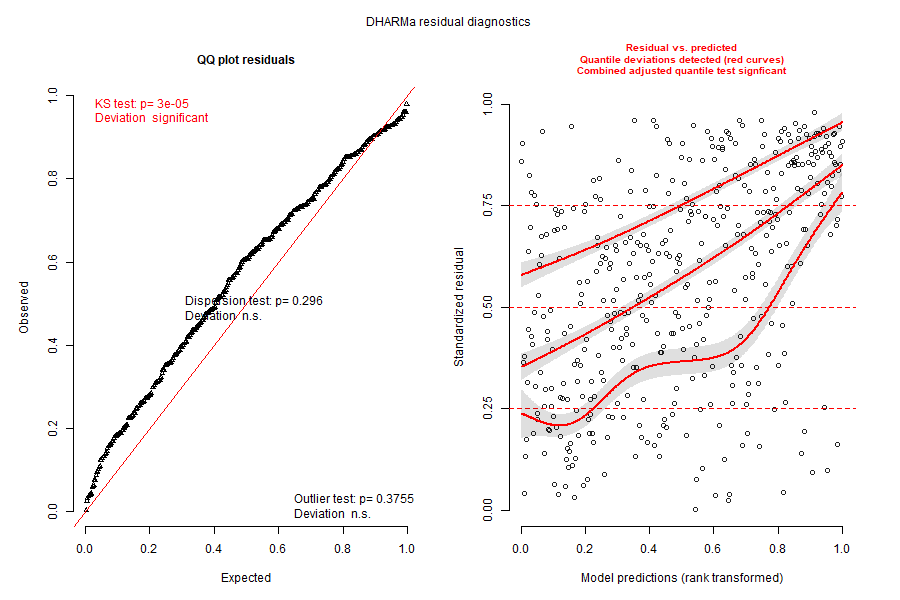 DHARMa residual diagnostics
QQ plot residuals
KS test: p= 3e-05
Deviation significant
Dispersion test: p= 0.296
Deviation n.s.
Outlier test: p= 0.3755
Deviation n.s.
Observed
0.0 0.2 0.4 0.6 0.8 1.0
0.0 0.2 0.4 0.6 0.8 1.0
Expected
Residual vs. predicted
Quantile deviations detected (red curves)
Combined adjusted quantile test signficant
Standardized residual
0.00 0.25 0.50 0.75 1.00
0.0 0.2 0.4 0.6 0.8 1.0
Model predictions (rank transformed)